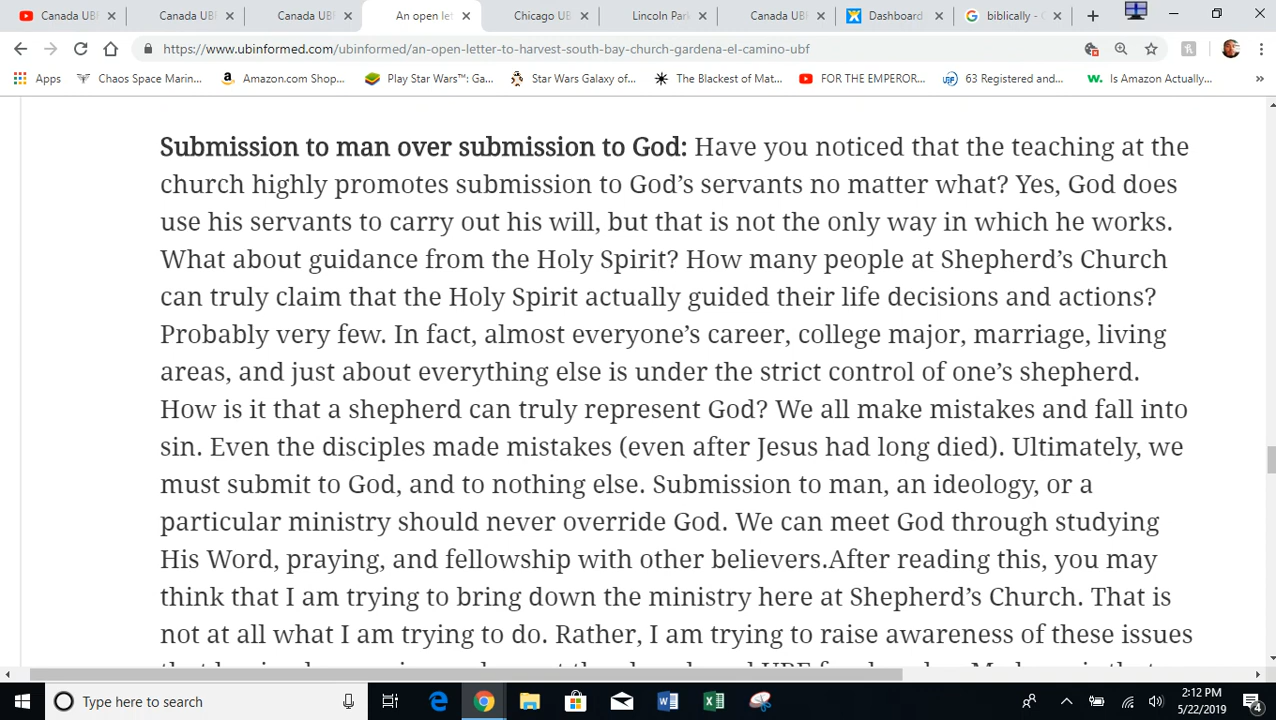 Canada UBF
Canada UBF
Canada UBF
An open let
Chicago UB
Lincoln Park
Canada UBF
Dashboard
biblically - G
https://www.ubinformed.com/ubinformed/an-open-letter-to-harvest-south-bay-church-gardena-el-camino-ubf
Apps
Chaos Space Marin...
Amazon.com Shop...
Play Star Wars™: Ga...
Star Wars Galaxy of...
The Blackest of Mat...
FOR THE EMPEROR...
63 Registered and...
Is Amazon Actually...
»
Submission to man over submission to God: Have you noticed that the teaching at the
church highly promotes submission to God’s servants no matter what? Yes, God does
use his servants to carry out his will, but that is not the only way in which he works.
What about guidance from the Holy Spirit? How many people at Shepherd’s Church
can truly claim that the Holy Spirit actually guided their life decisions and actions?
Probably very few. In fact, almost everyone’s career, college major, marriage, living
areas, and just about everything else is under the strict control of one’s shepherd.
How is it that a shepherd can truly represent God? We all make mistakes and fall into
sin. Even the disciples made mistakes (even after Jesus had long died). Ultimately, we
must submit to God, and to nothing else. Submission to man, an ideology, or a
particular ministry should never override God. We can meet God through studying
His Word, praying, and fellowship with other believers.After reading this, you may
think that I am trying to bring down the ministry here at Shepherd’s Church. That is
not at all what I am trying to do. Rather, I am trying to raise awareness of these issues
Type here to search
2:12 PM
5/22/2019
4